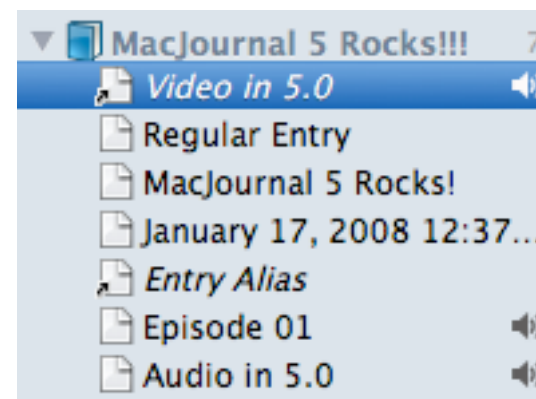 MacJournal 5 Rocks!!! 7
Video in 5.0
Regular Entry
MacJournal 5 Rocks!
January 17, 2008 12:37...
Entry Alias
Episode 01
Audio in 5.0